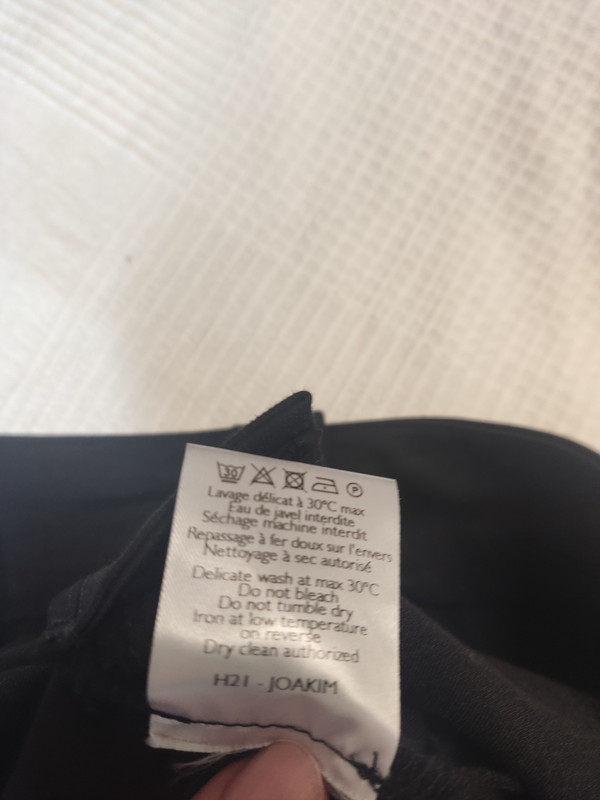 30 P
Lavage délicat à 30°C max
Eau de javel interdite
Séchage machine interdit
Repassage à fer doux sur l'envers
Nettoyage à sec autorisé
Delicate wash at max 30°C
Do not bleach
Do not tumble dry
Iron at low temperature
on reverse
Dry clean authorized
H21 - JOAKIM